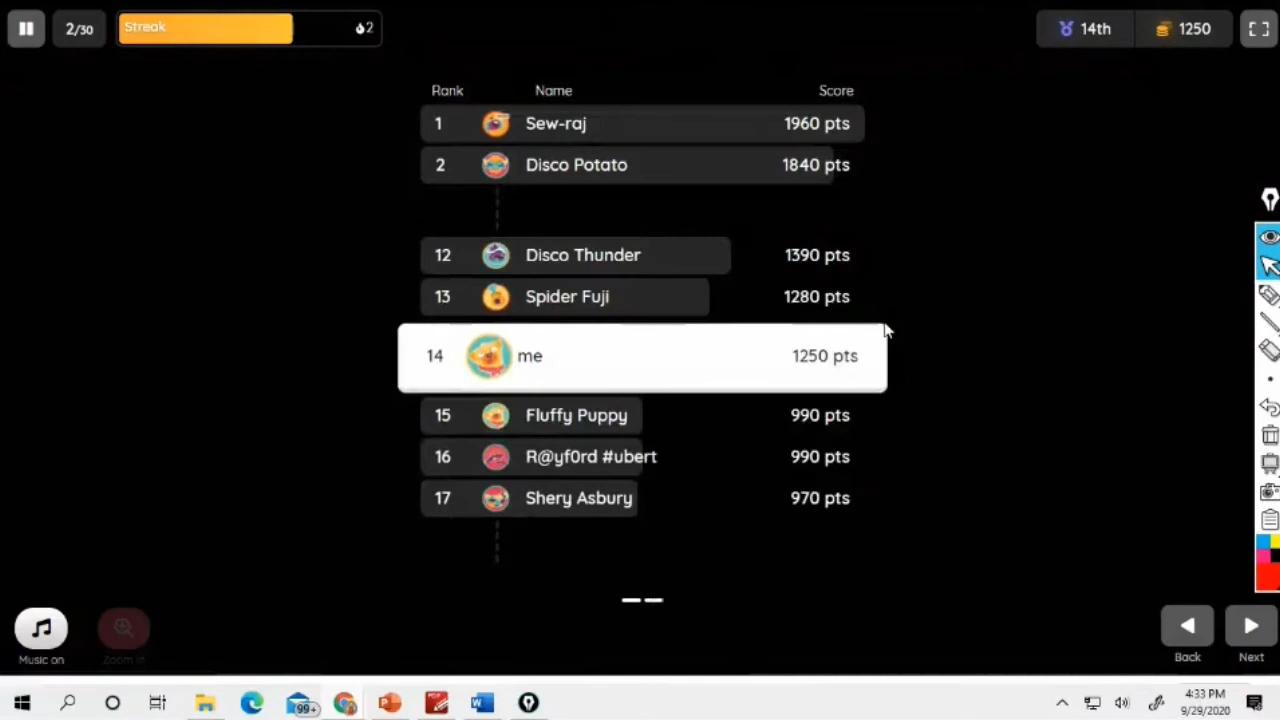 2/30
Streak
2
14th
1250
Rank Name Score
1 Sew-raj 1960 pts
2 Disco Potato 1840 pts
12 Disco Thunder 1390 pts
13 Spider Fuji 1280 pts
14 me 1250 pts
15 Fluffy Puppy 990 pts
16 R@yf0rd #ubert 990 pts
17 Shery Asbury 970 pts
Music on
Zoom in
Back
Next
99+
4:33 PM
9/29/2020